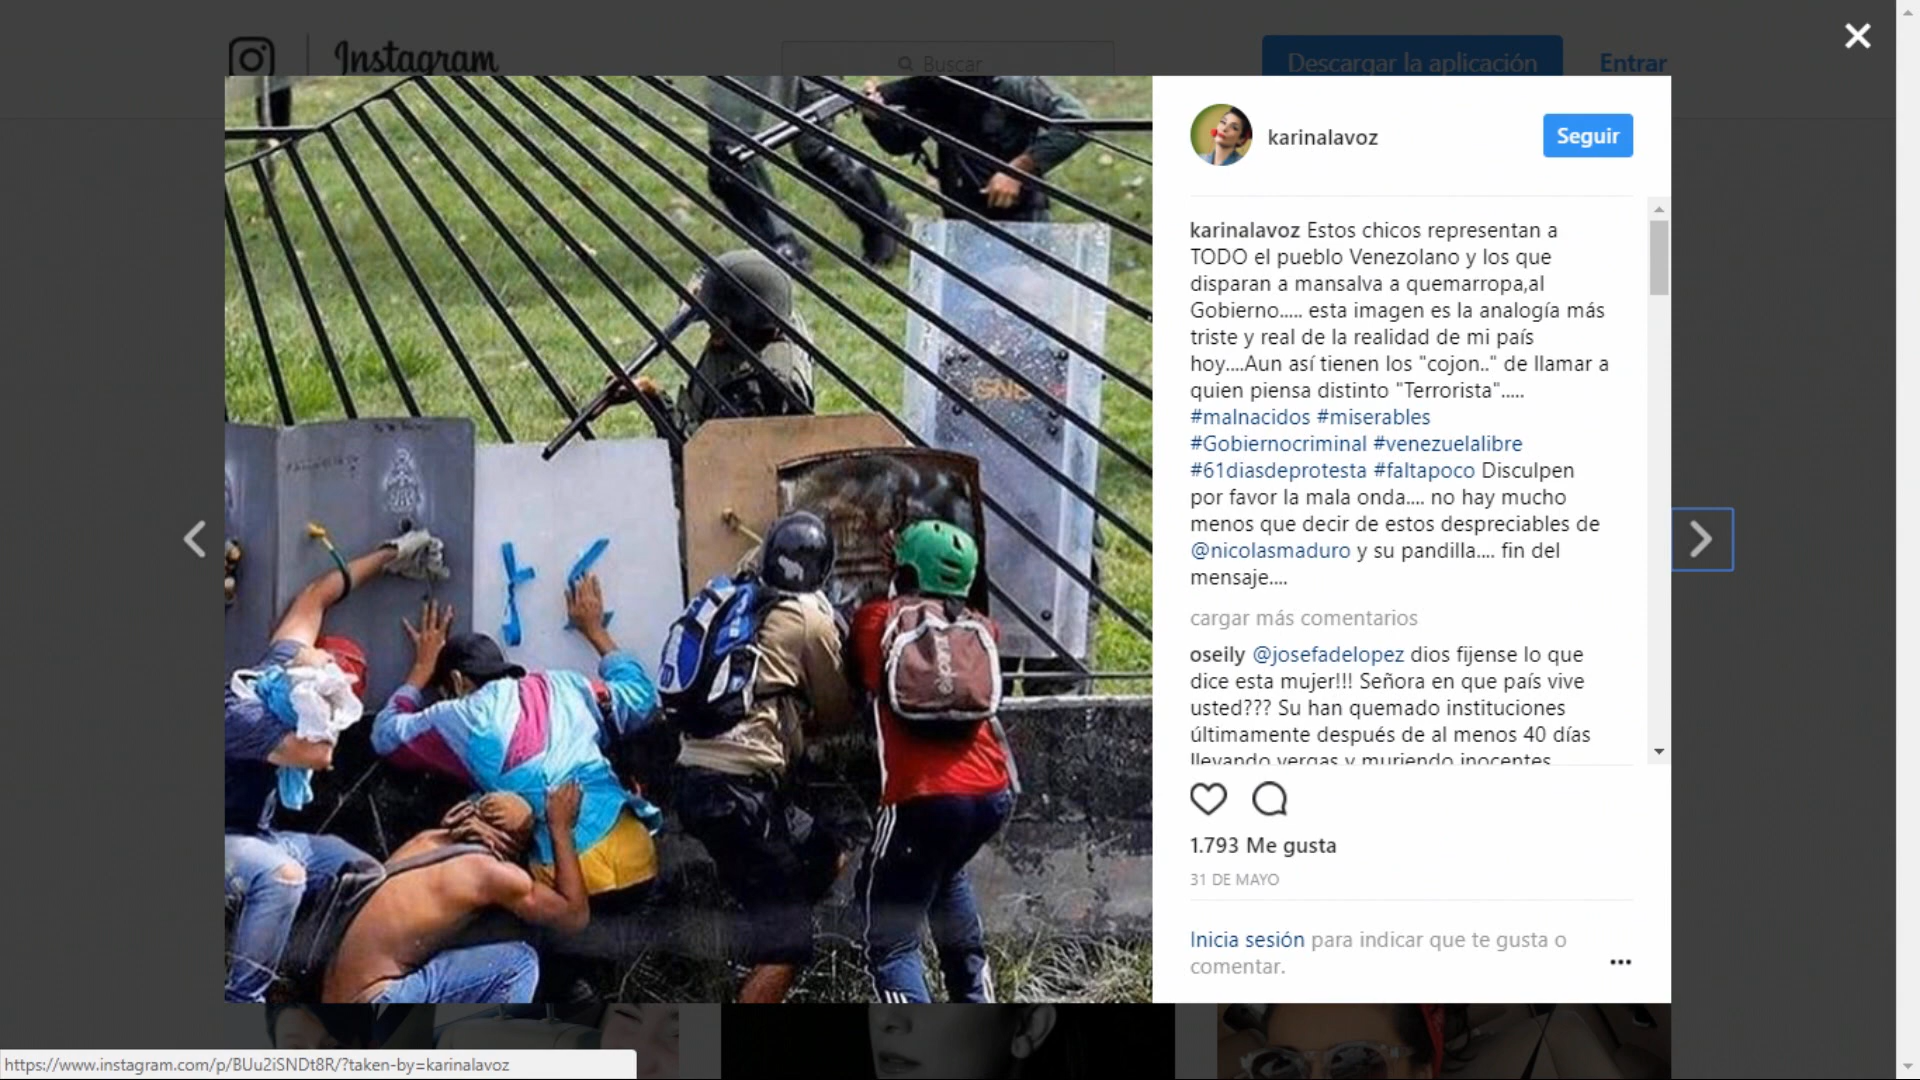 Instagram
Buscar
Descargar la aplicación
Entrar
karinalavoz
Seguir
karinalavoz Estos chicos representan a
TODO el pueblo Venezolano y los que
disparan a mansalva a quemarropa,al
Gobierno..... esta imagen es la analogía más
triste y real de la realidad de mi país
hoy....Aun así tienen los "cojon.." de llamar a
quien piensa distinto "Terrorista".....
#malnacidos #miserables
#Gobiernocriminal #venezuelalibre
#61diasdeprotesta #faltapoco Disculpen
por favor la mala onda.... no hay mucho
menos que decir de estos despreciables de
@nicolasmaduro y su pandilla.... fin del
mensaje....
cargar más comentarios
oseily @josefadelopez dios fijense lo que
dice esta mujer!!! Señora en que país vive
usted??? Su han quemado instituciones
últimamente después de al menos 40 días
llevando vergas y muriendo inocentes
1.793 Me gusta
31 DE MAYO
Inicia sesión para indicar que te gusta o
comentar.
GNB
https://www.instagram.com/p/BUu2iSNDt8R/?taken-by=karinalavoz